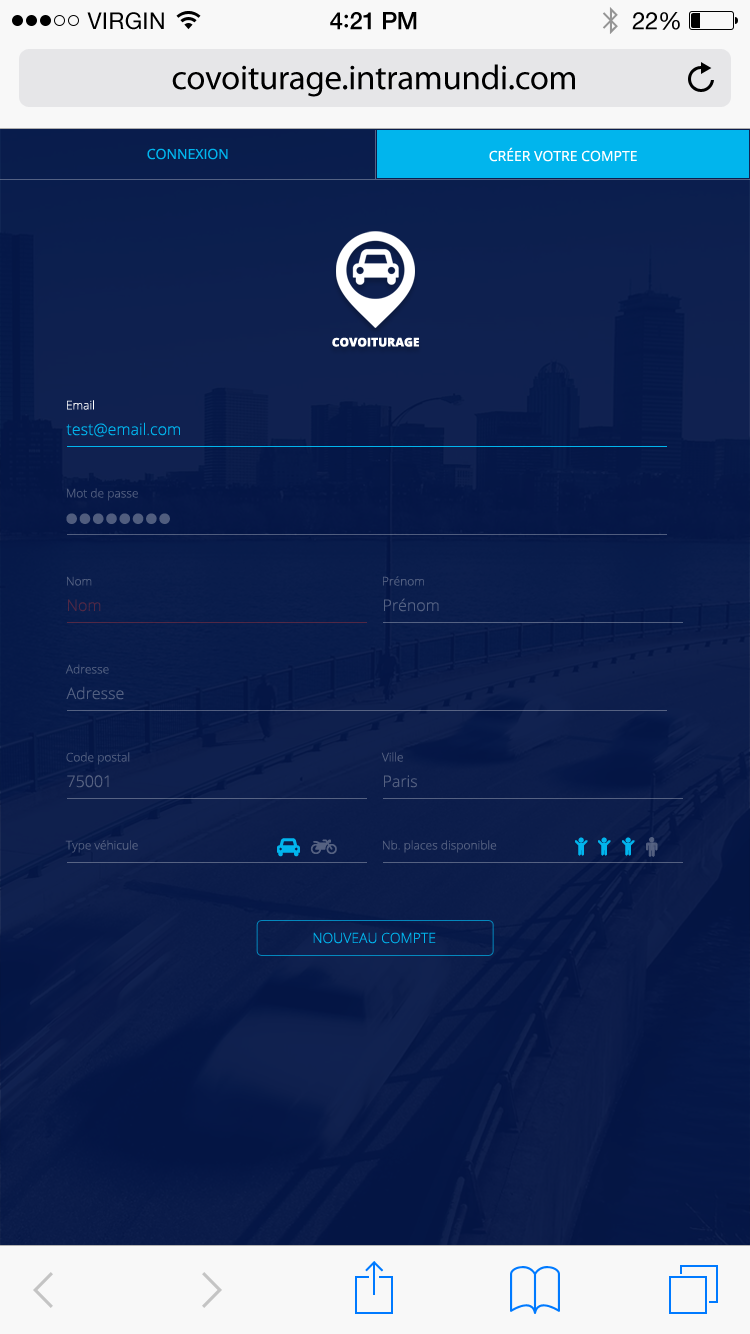 VIRGIN 4:21 PM 22%
covoiturage.intramundi.com
CONNEXION CRÉER VOTRE COMPTE
COVOITURAGE
Email
test@email.com
Mot de passe
Nom Prénom
Nom Prénom
Adresse
Adresse
Code postal Ville
75001 Paris
Type véhicule Nb. places disponible
NOUVEAU COMPTE